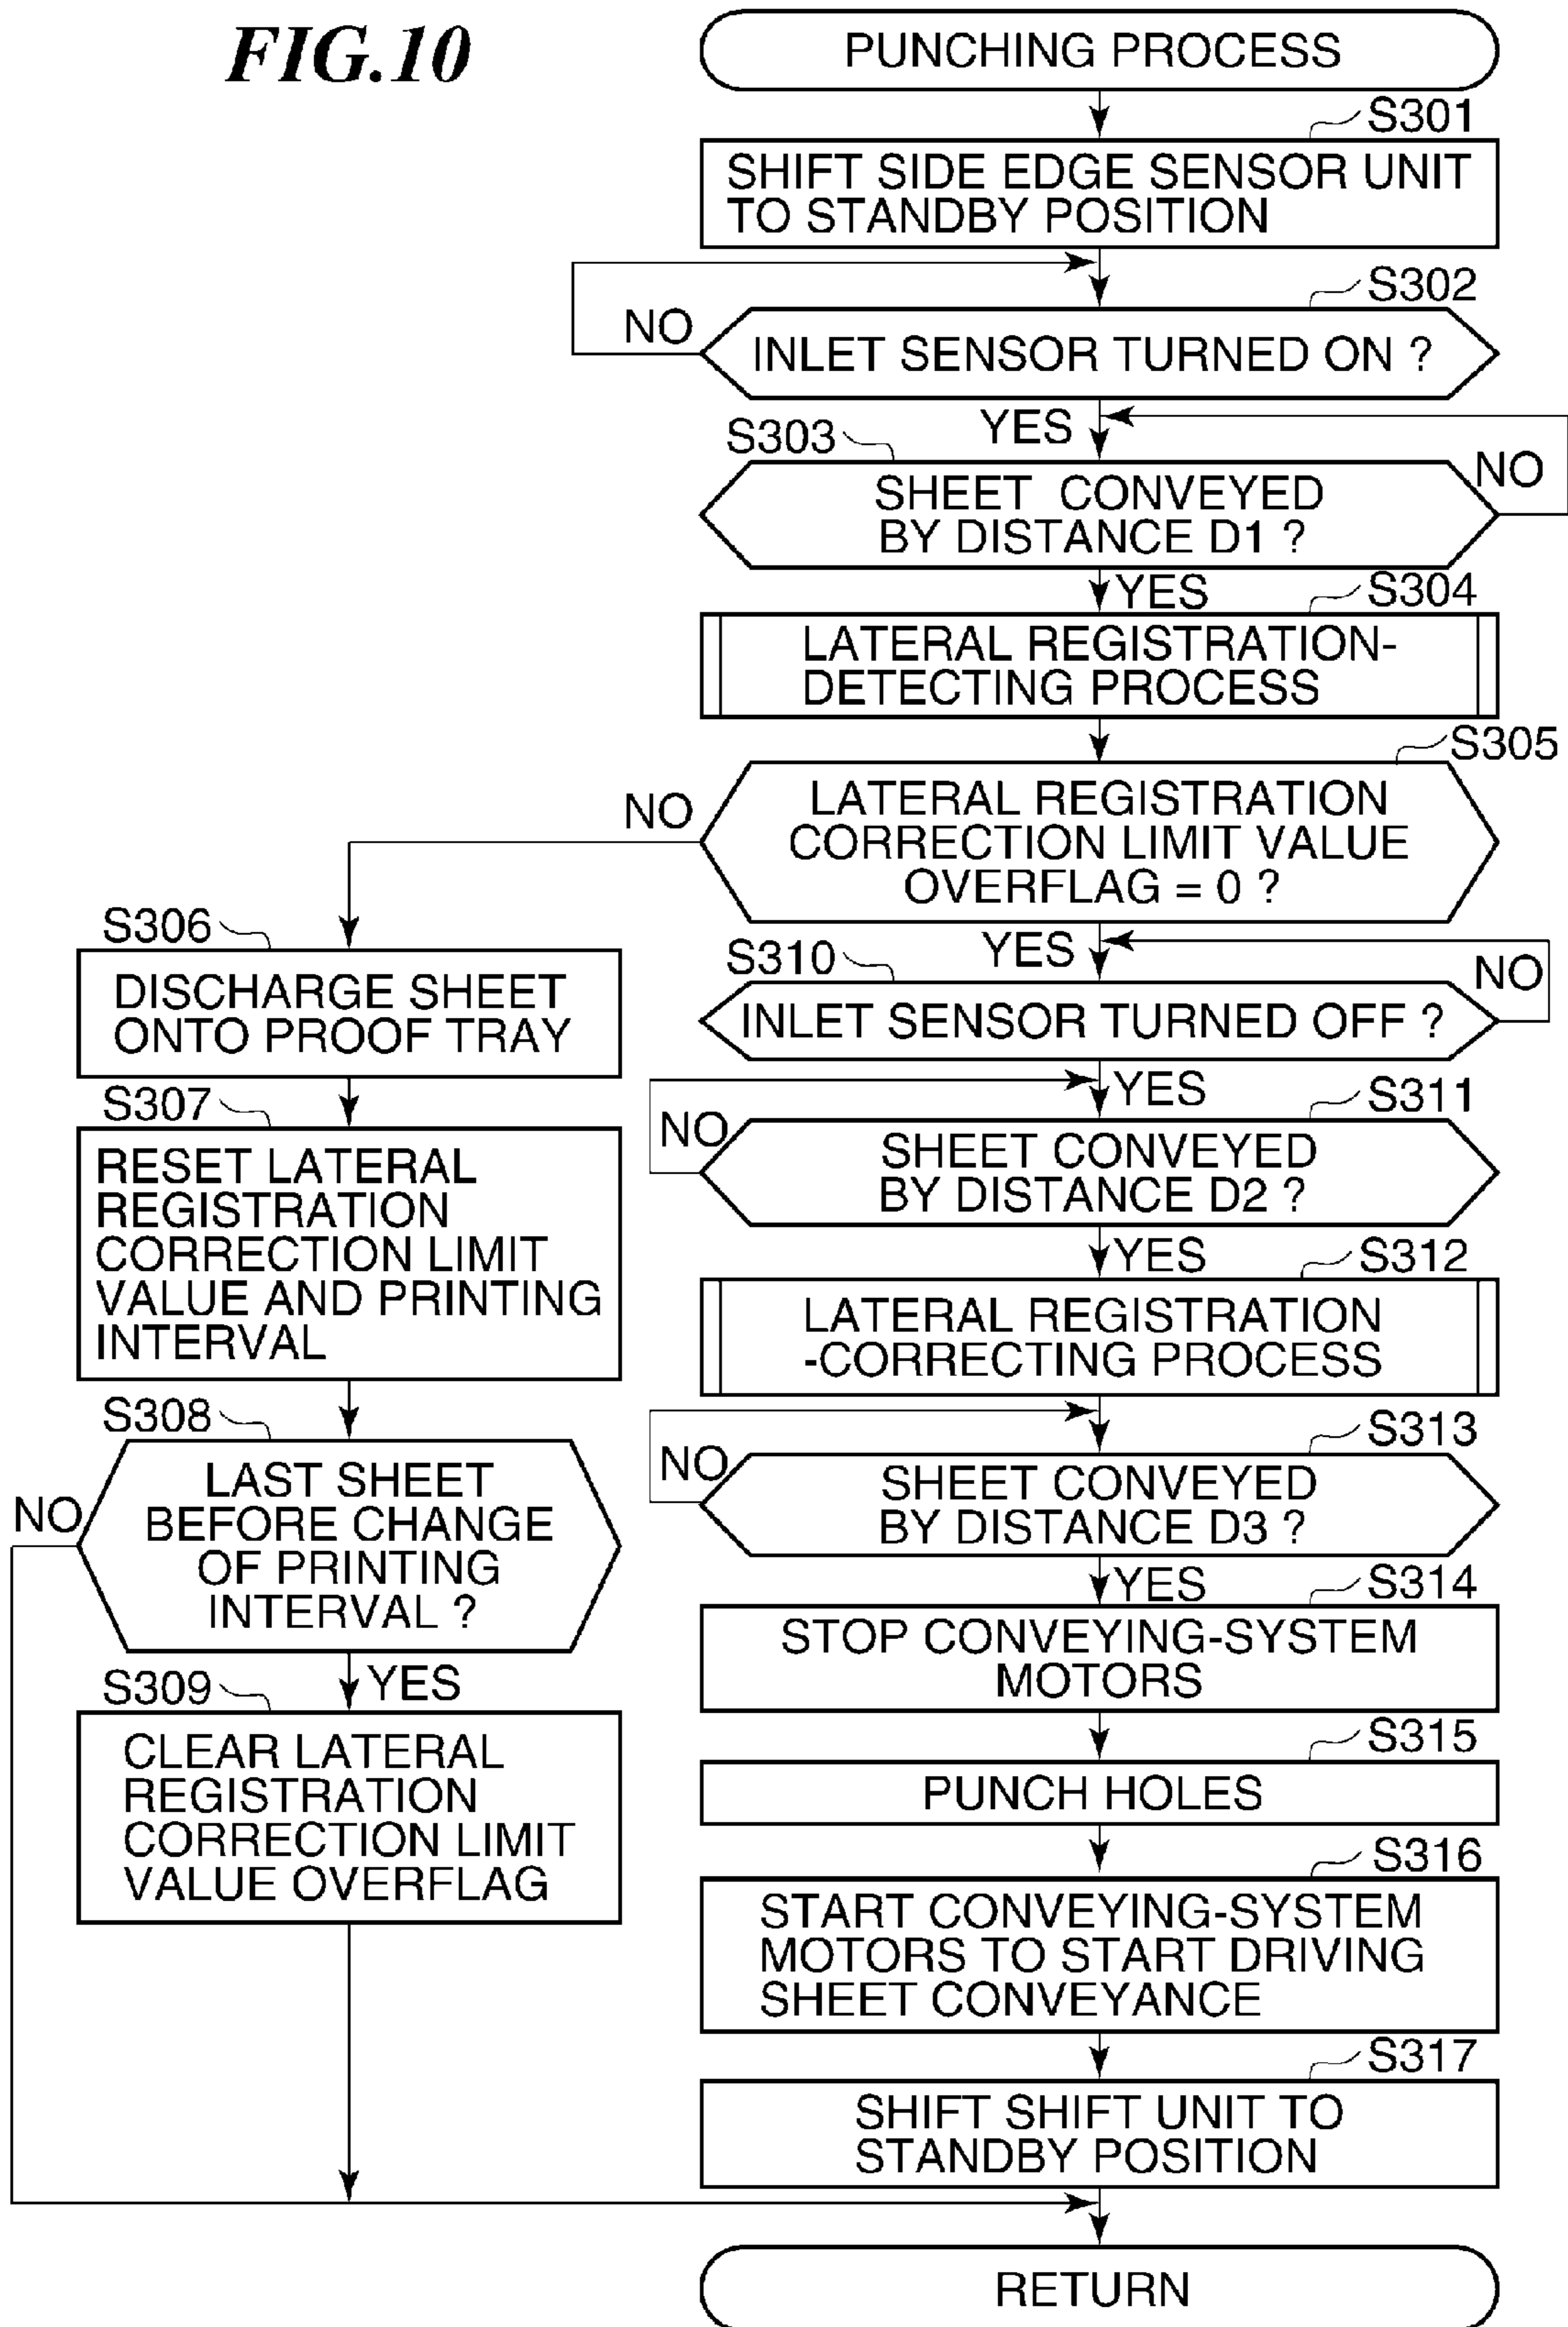 FIG.10
PUNCHING PROCESS
S301
SHIFT SIDE EDGE SENSOR UNIT
TO STANDBY POSITION
S302
NO
INLET SENSOR TURNED ON ?
YES
S303
NO
SHEET CONVEYED
BY DISTANCE D1 ?
YES
S304
LATERAL REGISTRATION-
DETECTING PROCESS
S305
NO
LATERAL REGISTRATION
CORRECTION LIMIT VALUE
OVERFLAG = 0 ?
S306
DISCHARGE SHEET
ONTO PROOF TRAY
S307
RESET LATERAL
REGISTRATION
CORRECTION LIMIT
VALUE AND PRINTING
INTERVAL
S308
NO
LAST SHEET
BEFORE CHANGE
OF PRINTING
INTERVAL ?
YES
S309
CLEAR LATERAL
REGISTRATION
CORRECTION LIMIT
VALUE OVERFLAG
YES
S310
NO
INLET SENSOR TURNED OFF ?
YES
S311
NO
SHEET CONVEYED
BY DISTANCE D2 ?
YES
S312
LATERAL REGISTRATION
-CORRECTING PROCESS
S313
NO
SHEET CONVEYED
BY DISTANCE D3 ?
YES
S314
STOP CONVEYING-SYSTEM
MOTORS
S315
PUNCH HOLES
S316
START CONVEYING-SYSTEM
MOTORS TO START DRIVING
SHEET CONVEYANCE
S317
SHIFT SHIFT UNIT TO
STANDBY POSITION
RETURN